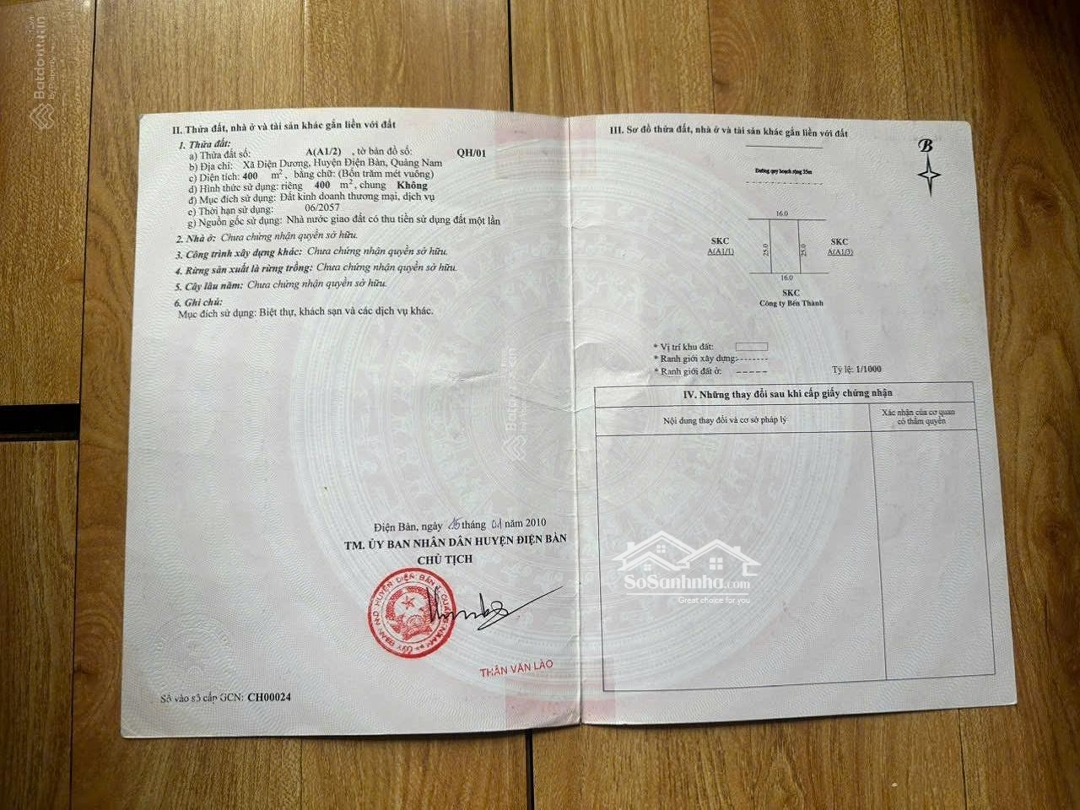 II. Thửa đất, nhà ở và tài sản khác gắn liền với đất
1. Thửa đất:
a) Thửa đất số: A(A1/2) , tờ bản đồ số: QH/01
b) Địa chỉ: Xã Điện Dương, Huyện Điện Bàn, Quảng Nam
c) Diện tích: 400 m², bằng chữ: (Bốn trăm mét vuông)
d) Hình thức sử dụng: riêng 400 m², chung Không
đ) Mục đích sử dụng: Đất kinh doanh thương mại, dịch vụ
e) Thời hạn sử dụng: 06/2057
g) Nguồn gốc sử dụng: Nhà nước giao đất có thu tiền sử dụng đất một lần
2. Nhà ở: Chưa chứng nhận quyền sở hữu.
3. Công trình xây dựng khác: Chưa chứng nhận quyền sở hữu.
4. Rừng sản xuất là rừng trồng: Chưa chứng nhận quyền sở hữu.
5. Cây lâu năm: Chưa chứng nhận quyền sở hữu.
6. Ghi chú:
Mục đích sử dụng: Biệt thự, khách sạn và các dịch vụ khác.
Điện Bàn, ngày 25 tháng 01 năm 2010
TM. ỦY BAN NHÂN DÂN HUYỆN ĐIỆN BÀN
CHỦ TỊCH
THÂN VĂN LÀO
Số vào sổ cấp GCN: CH00024
III. Sơ đồ thửa đất, nhà ở và tài sản khác gắn liền với đất
B
Đường quy hoạch rộng 35m
16.0
SKC
A(A1/1)
25.0
25.0
SKC
A(A1/3)
16.0
SKC
Công ty Bến Thành
* Vị trí khu đất:
* Ranh giới xây dựng:
* Ranh giới đất ở:
Tỷ lệ: 1/1000
IV. Những thay đổi sau khi cấp giấy chứng nhận
Nội dung thay đổi và cơ sở pháp lý
Xác nhận của cơ quan
có thẩm quyền
SoSanhnha.com
Great choice for you
Batdongsan